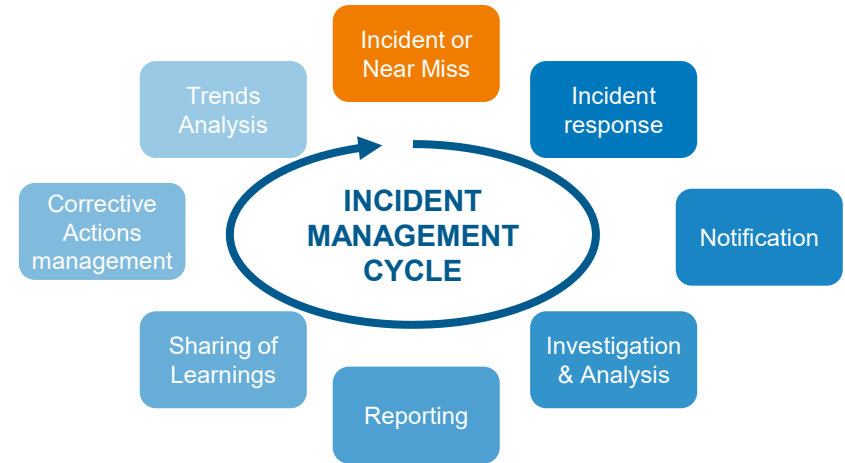 Incident or
Near Miss
Incident
response
Notification
Investigation
& Analysis
Reporting
Sharing of
Learnings
Corrective
Actions
management
Trends
Analysis
INCIDENT
MANAGEMENT
CYCLE